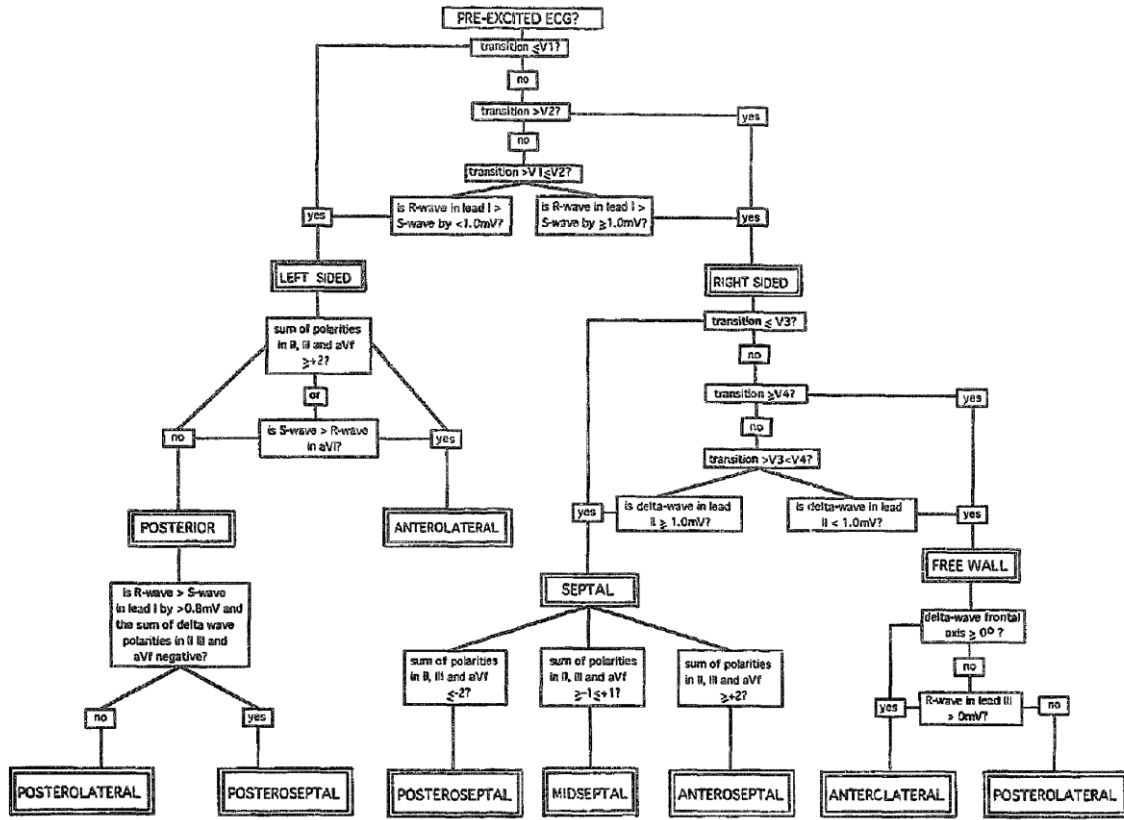 PRE-EXCITED ECG?
transition ⩽V1?
no
transition >V2?
yes
no
transition >V1⩽V2?
is R-wave in lead I >
S-wave by <1.0mV?
is R-wave in lead I >
S-wave by ⩾1.0mV?
yes
yes
LEFT SIDED
RIGHT SIDED
sum of polarities
in II, III and aVf
⩾+2?
transition ⩽ V3?
no
or
transition ⩾V4?
yes
no
is S-wave > R-wave
in aVl?
yes
no
transition >V3<V4?
POSTERIOR
ANTEROLATERAL
yes
is delta-wave in lead
II ⩾ 1.0mV?
is delta-wave in lead
II < 1.0mV?
yes
FREE WALL
SEPTAL
is R-wave > S-wave
in lead I by >0.8mV and
the sum of delta wave
polarities in II III and
aVf negative?
delta-wave frontal
axis ⩾ 0º ?
sum of polarities
in II, III and aVf
⩽-2?
sum of polarities
in II, III and aVf
⩾-1⩽+1?
sum of polarities
in II, III and aVf
⩾+2?
no
no
yes
yes
R-wave in lead III
> 0mV?
no
POSTEROLATERAL
POSTEROSEPTAL
POSTEROSEPTAL
MIDSEPTAL
ANTEROSEPTAL
ANTERCLATERAL
POSTEROLATERAL